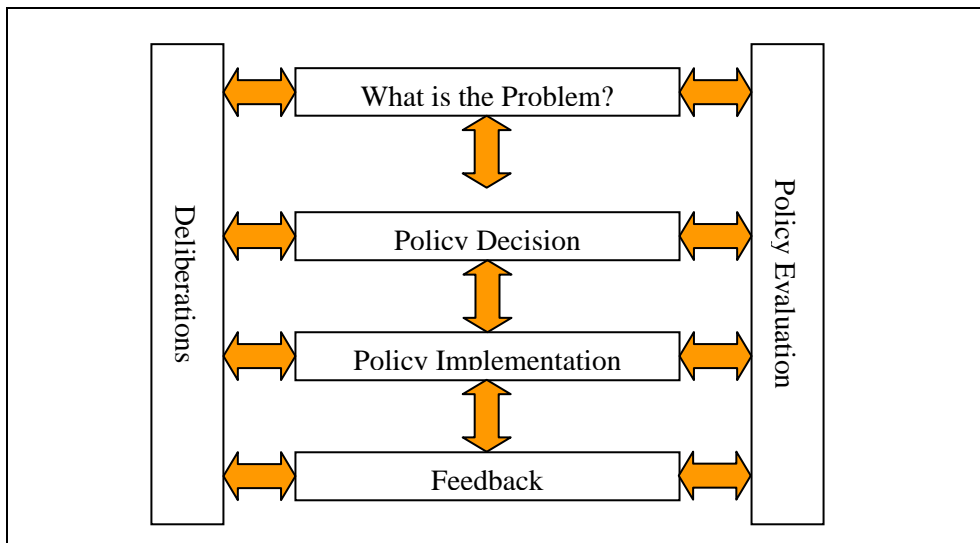 What is the Problem?
Deliberations
Policy Evaluation
Policy Decision
Policy Implementation
Feedback